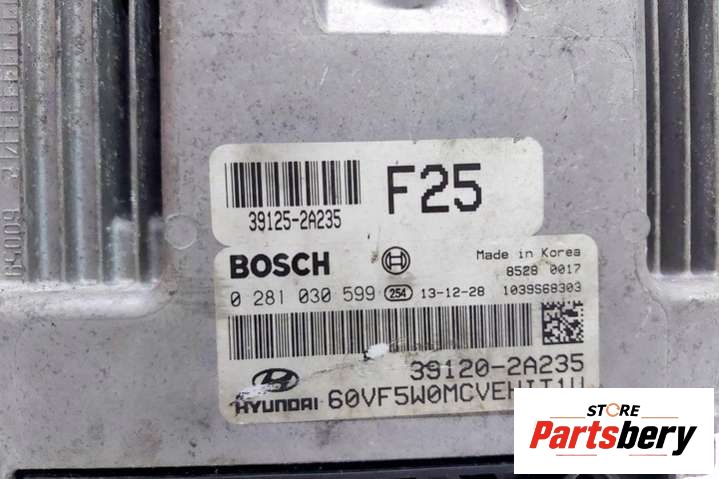 F25
39125-2A235
BOSCH
Made in Korea
8528 0017
0 281 030 599 254 13-12-28 1039S68303
39120-2A235
HYUNDAI
STORE
Partsbery